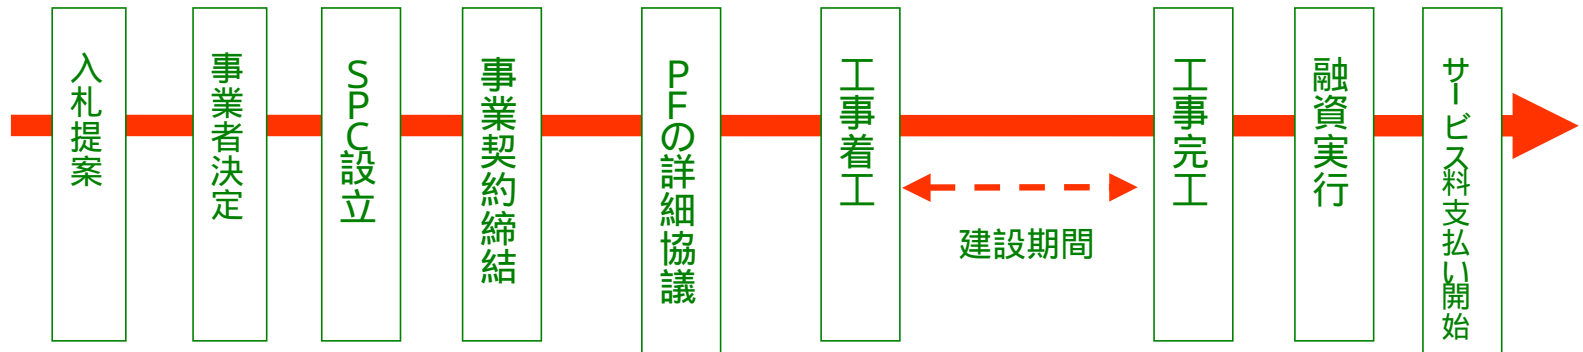 入札提案
事業者決定
SPC設立
事業契約締結
PFの詳細協議
工事着工
建設期間
工事完工
融資実行
サービス料支払い開始